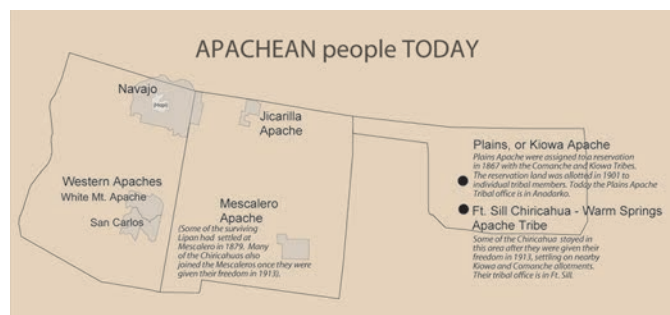 APACHEAN people TODAY
Navajo
Jicarilla
Apache
Western Apaches
White Mt. Apache
San Carlos
Mescalero
Apache
(Some of the surviving
Lipan had settled at
Mescalero in 1879. Many
of the Chiricahuas also
joined the Mescaleros once they were
given their freedom in 1913).
Plains, or Kiowa Apache
Plains Apache were assigned to a reservation
in 1867 with the Comanche and Kiowa Tribes.
The reservation land was allotted in 1901 to
individual tribal members. Today the Plains Apache
Tribal office is in Anadarko.
Ft. Sill Chiricahua - Warm Springs
Apache Tribe
Some of the Chiricahua stayed in
this area after they were given their
freedom in 1913, settling on nearby
Kiowa and Comanche allotments.
Their tribal office is in Ft. Sill.